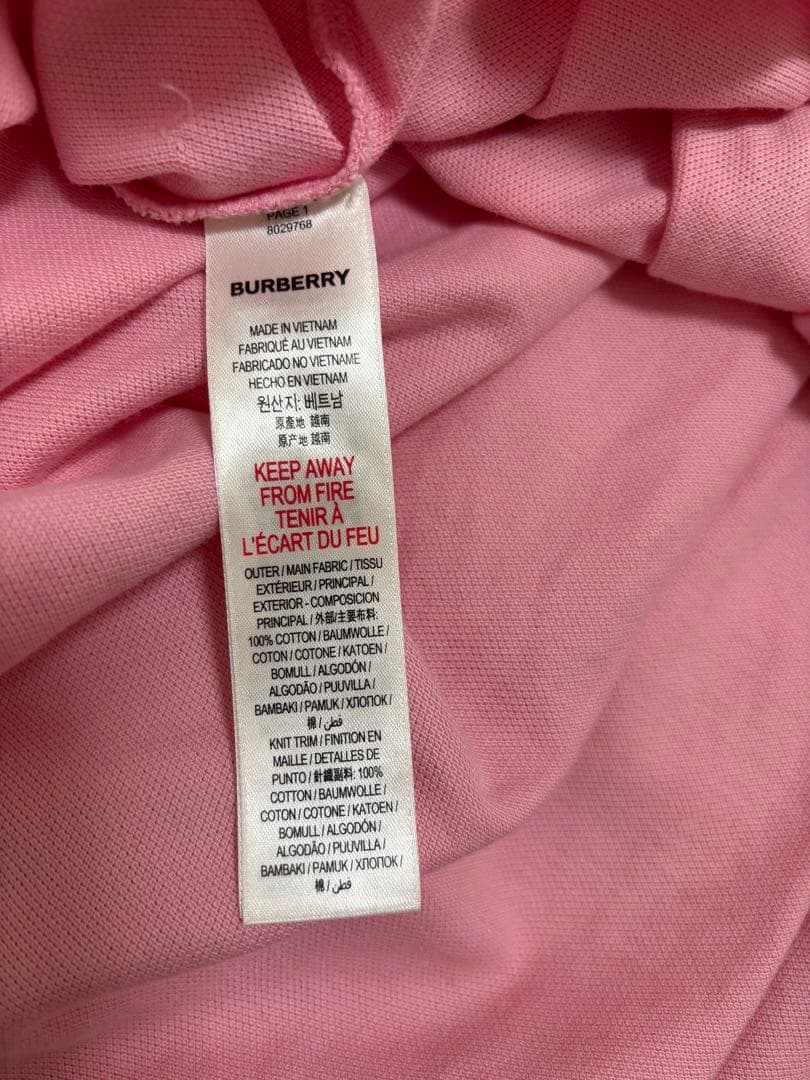 PAGE 1
8029768
BURBERRY
MADE IN VIETNAM
FABRIQUÉ AU VIETNAM
FABRICADO NO VIETNAME
HECHO EN VIETNAM
원산지: 베트남
原產地 越南
原产地 越南
KEEP AWAY
FROM FIRE
TENIR À
L'ÉCART DU FEU
OUTER / MAIN FABRIC / TISSU
EXTÉRIEUR / PRINCIPAL /
EXTERIOR - COMPOSICION
PRINCIPAL / 外部/主要布料:
100% COTTON / BAUMWOLLE /
COTON / COTONE / KATOEN /
BOMULL / ALGODÓN /
ALGODÃO / PUUVILLA /
BAMBAKI / PAMUK / ХЛОПОК /
棉 / قطن
KNIT TRIM / FINITION EN
MAILLE / DETALLES DE
PUNTO / 針織副料: 100%
COTTON / BAUMWOLLE /
COTON / COTONE / KATOEN /
BOMULL / ALGODÓN /
ALGODÃO / PUUVILLA /
BAMBAKI / PAMUK / ХЛОПОК /
棉 / قطن